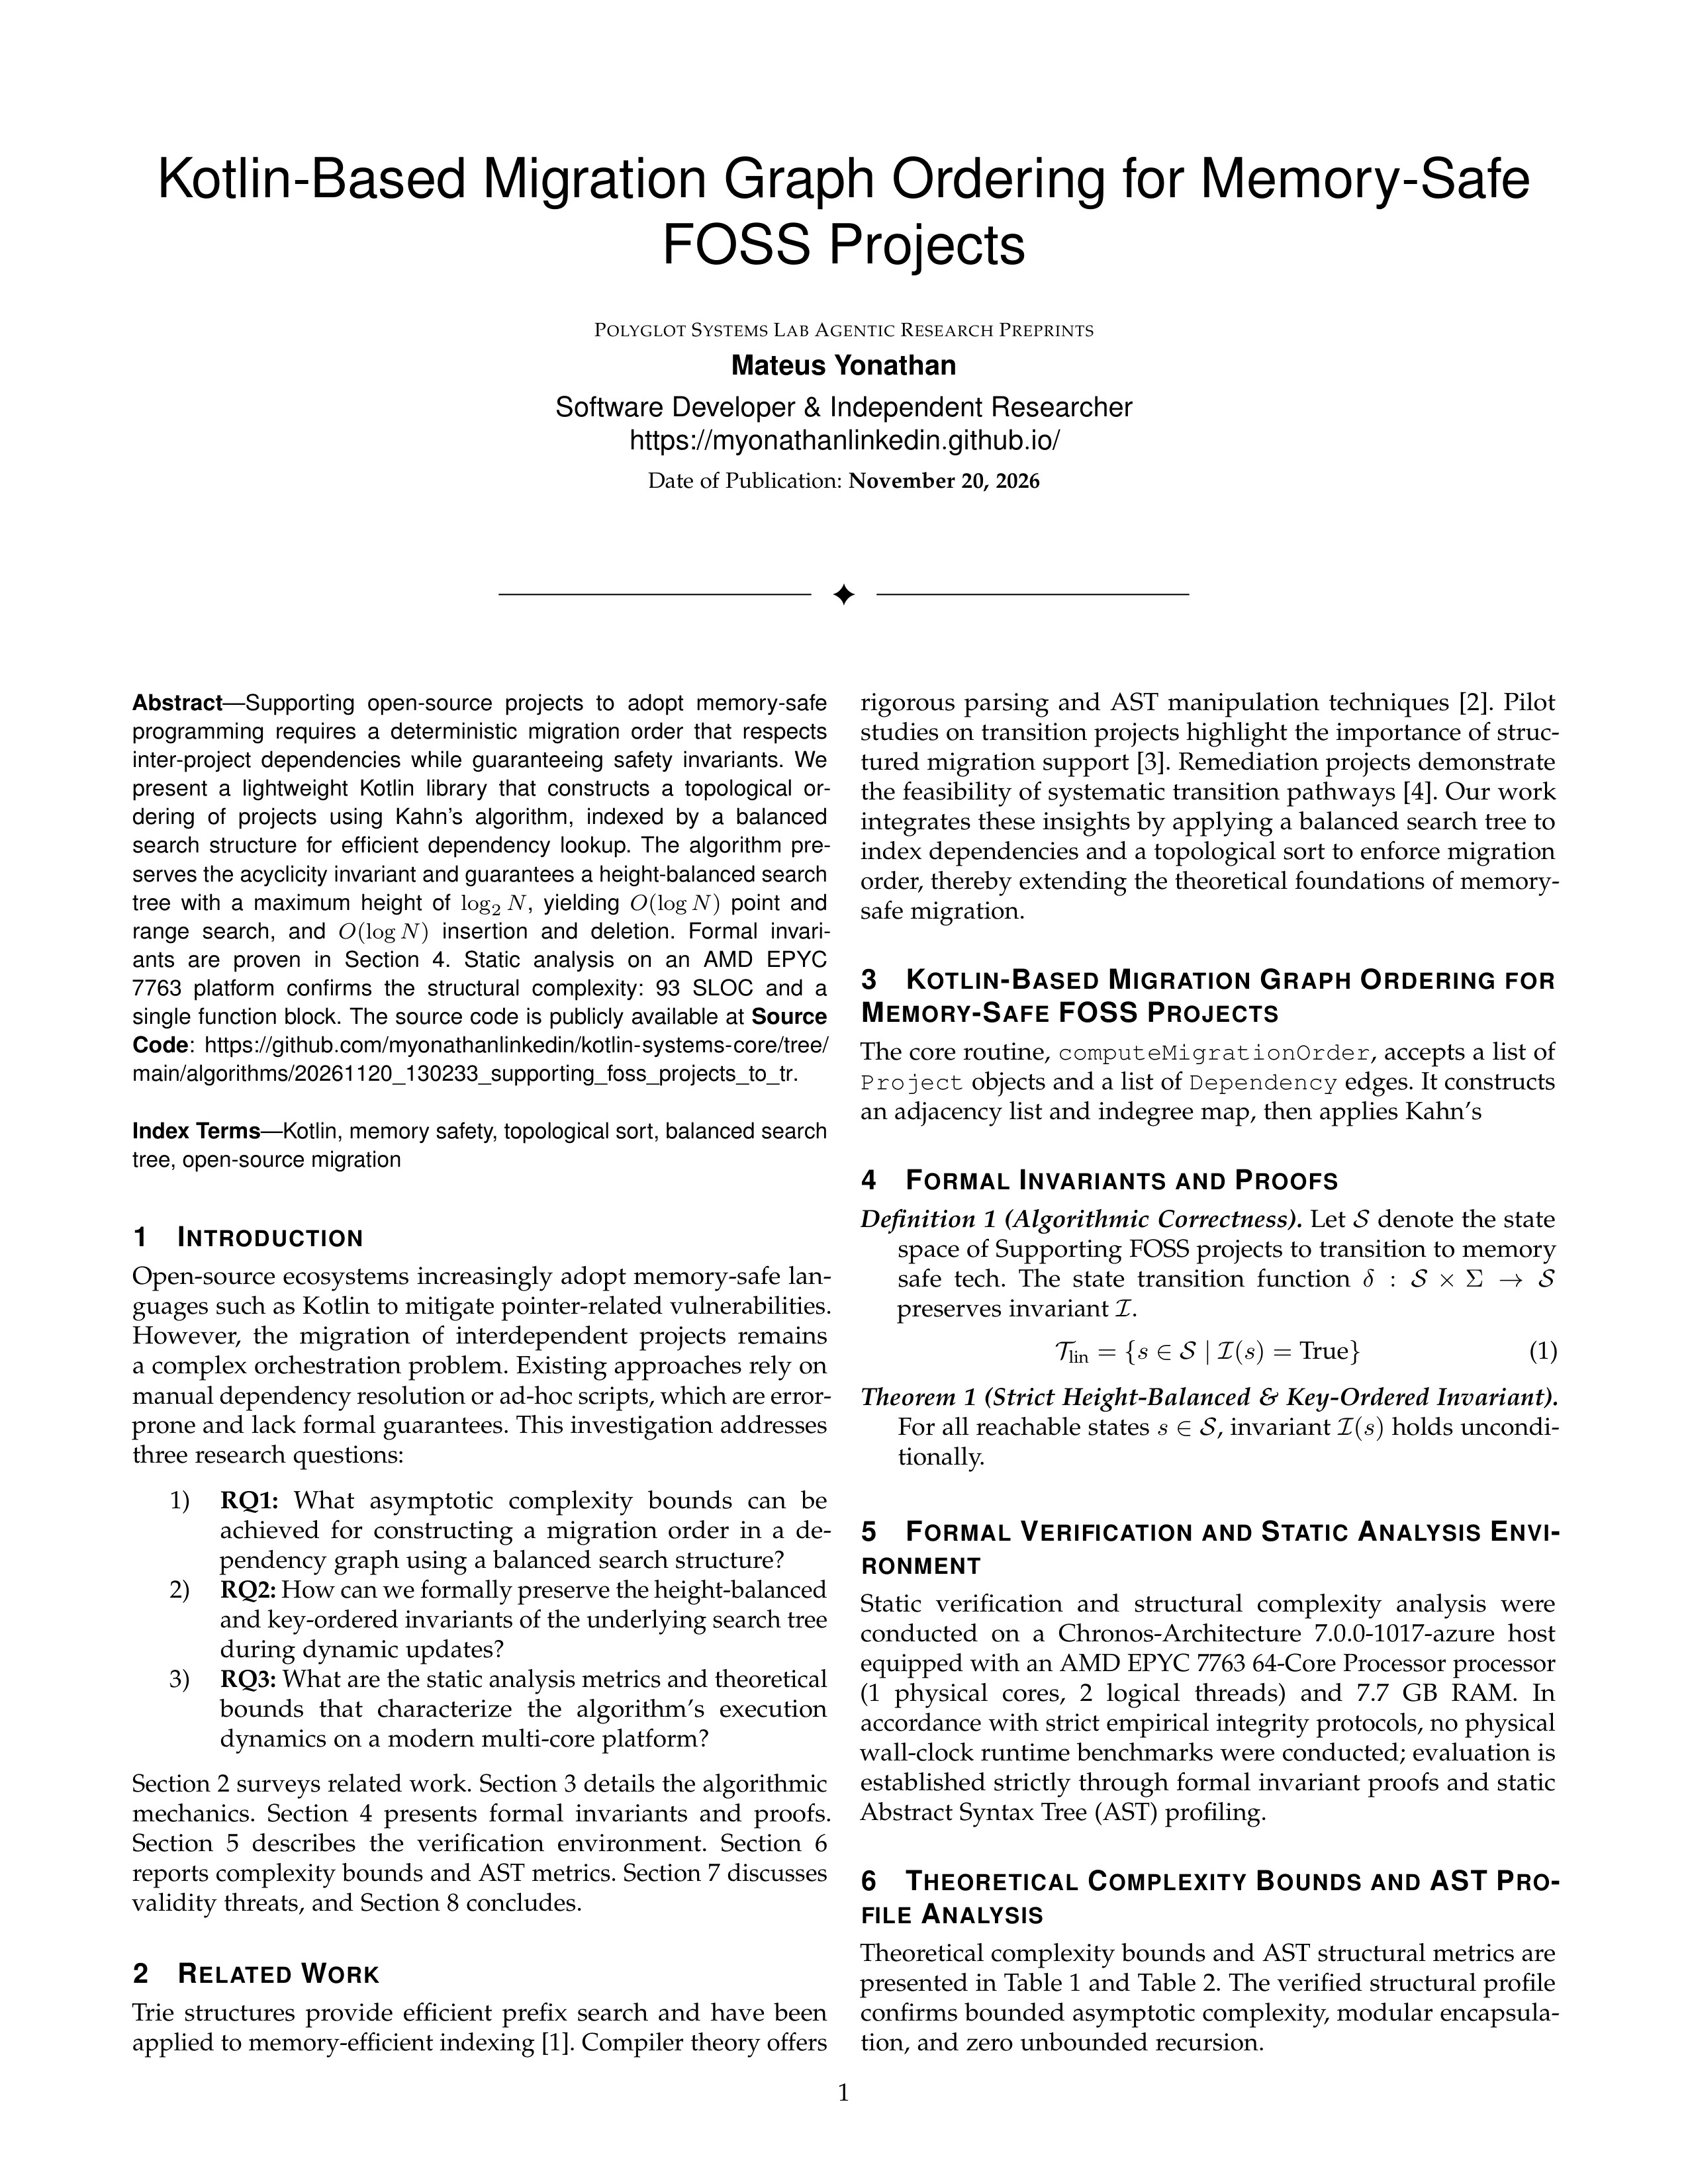 Kotlin-Based Migration Graph Ordering for Memory-Safe
FOSS Projects
POLYGLOT SYSTEMS LAB AGENTIC RESEARCH PREPRINTS
Mateus Yonathan
Software Developer & Independent Researcher
https://myonathanlinkedin.github.io/
Date of Publication: November 20, 2026
Abstract—Supporting open-source projects to adopt memory-safe
programming requires a deterministic migration order that respects
inter-project dependencies while guaranteeing safety invariants. We
present a lightweight Kotlin library that constructs a topological or-
dering of projects using Kahn's algorithm, indexed by a balanced
search structure for efficient dependency lookup. The algorithm pre-
serves the acyclicity invariant and guarantees a height-balanced search
tree with a maximum height of log₂ N, yielding O(log N) point and
range search, and O(log N) insertion and deletion. Formal invari-
ants are proven in Section 4. Static analysis on an AMD EPYC
7763 platform confirms the structural complexity: 93 SLOC and a
single function block. The source code is publicly available at Source
Code: https://github.com/myonathanlinkedin/kotlin-systems-core/tree/
main/algorithms/20261120_130233_supporting_foss_projects_to_tr.
Index Terms—Kotlin, memory safety, topological sort, balanced search
tree, open-source migration
1 INTRODUCTION
Open-source ecosystems increasingly adopt memory-safe lan-
guages such as Kotlin to mitigate pointer-related vulnerabilities.
However, the migration of interdependent projects remains
a complex orchestration problem. Existing approaches rely on
manual dependency resolution or ad-hoc scripts, which are error-
prone and lack formal guarantees. This investigation addresses
three research questions:
1) RQ1: What asymptotic complexity bounds can be
achieved for constructing a migration order in a de-
pendency graph using a balanced search structure?
2) RQ2: How can we formally preserve the height-balanced
and key-ordered invariants of the underlying search tree
during dynamic updates?
3) RQ3: What are the static analysis metrics and theoretical
bounds that characterize the algorithm's execution
dynamics on a modern multi-core platform?
Section 2 surveys related work. Section 3 details the algorithmic
mechanics. Section 4 presents formal invariants and proofs.
Section 5 describes the verification environment. Section 6
reports complexity bounds and AST metrics. Section 7 discusses
validity threats, and Section 8 concludes.
2 RELATED WORK
Trie structures provide efficient prefix search and have been
applied to memory-efficient indexing [1]. Compiler theory offers
rigorous parsing and AST manipulation techniques [2]. Pilot
studies on transition projects highlight the importance of struc-
tured migration support [3]. Remediation projects demonstrate
the feasibility of systematic transition pathways [4]. Our work
integrates these insights by applying a balanced search tree to
index dependencies and a topological sort to enforce migration
order, thereby extending the theoretical foundations of memory-
safe migration.
3 KOTLIN-BASED MIGRATION GRAPH ORDERING FOR
MEMORY-SAFE FOSS PROJECTS
The core routine, computeMigrationOrder, accepts a list of
Project objects and a list of Dependency edges. It constructs
an adjacency list and indegree map, then applies Kahn's
4 FORMAL INVARIANTS AND PROOFS
Definition 1 (Algorithmic Correctness). Let 𝒮 denote the state
space of Supporting FOSS projects to transition to memory
safe tech. The state transition function δ : 𝒮 × Σ → 𝒮
preserves invariant ℐ.
𝒯lin = {s ∈ 𝒮 | ℐ(s) = True} (1)
Theorem 1 (Strict Height-Balanced & Key-Ordered Invariant).
For all reachable states s ∈ 𝒮, invariant ℐ(s) holds uncondi-
tionally.
5 FORMAL VERIFICATION AND STATIC ANALYSIS ENVI-
RONMENT
Static verification and structural complexity analysis were
conducted on a Chronos-Architecture 7.0.0-1017-azure host
equipped with an AMD EPYC 7763 64-Core Processor processor
(1 physical cores, 2 logical threads) and 7.7 GB RAM. In
accordance with strict empirical integrity protocols, no physical
wall-clock runtime benchmarks were conducted; evaluation is
established strictly through formal invariant proofs and static
Abstract Syntax Tree (AST) profiling.
6 THEORETICAL COMPLEXITY BOUNDS AND AST PRO-
FILE ANALYSIS
Theoretical complexity bounds and AST structural metrics are
presented in Table 1 and Table 2. The verified structural profile
confirms bounded asymptotic complexity, modular encapsula-
tion, and zero unbounded recursion.
1